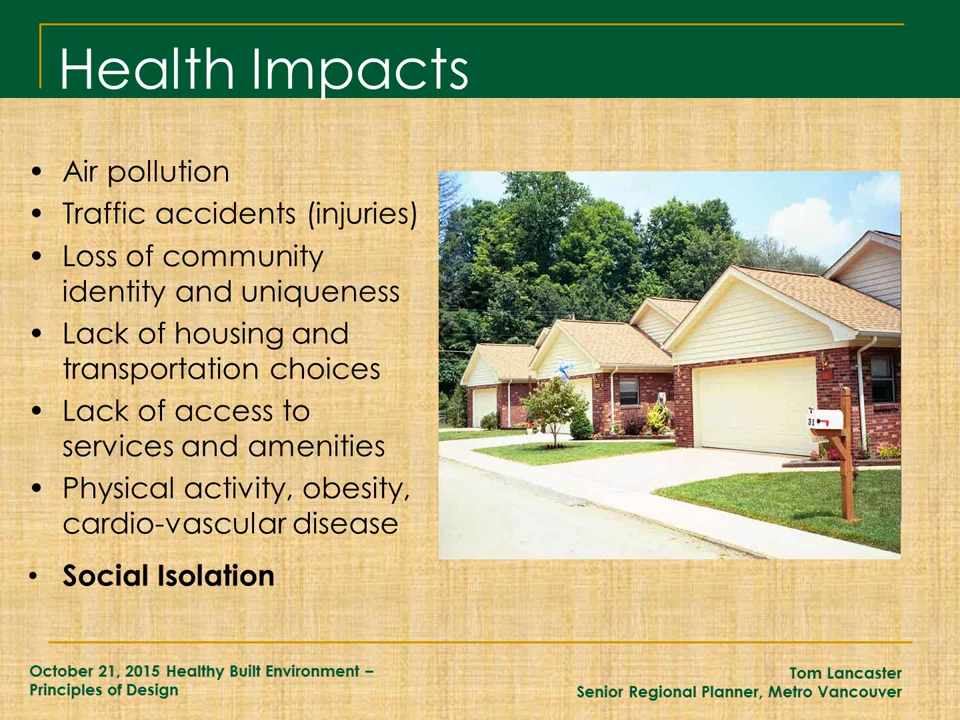 Health Impacts
• Air pollution
• Traffic accidents (injuries)
• Loss of community
identity and uniqueness
• Lack of housing and
transportation choices
• Lack of access to
services and amenities
• Physical activity, obesity,
cardio-vascular disease
• Social Isolation
October 21, 2015 Healthy Built Environment –
Principles of Design
Tom Lancaster
Senior Regional Planner, Metro Vancouver